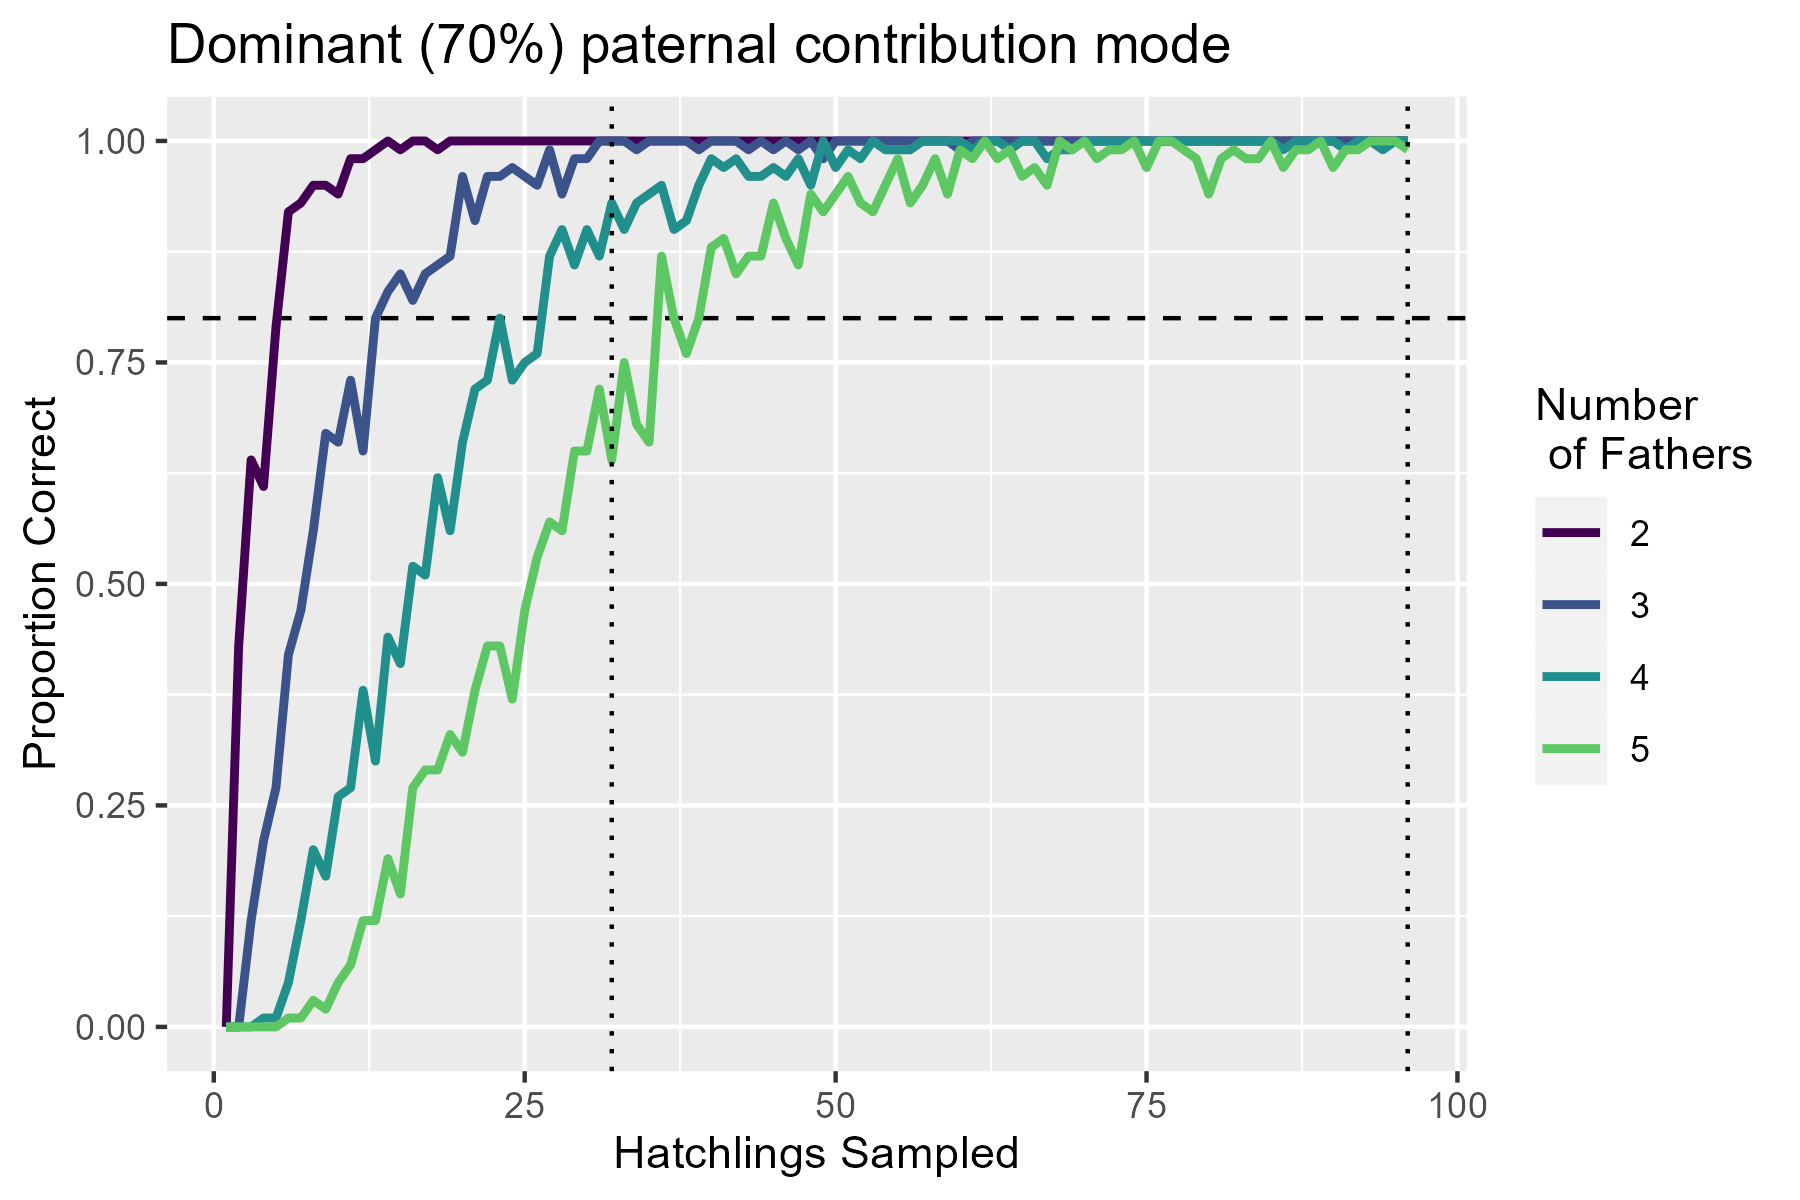 Dominant (70%) paternal contribution mode
1.00
0.75
0.50
0.25
0.00
Proportion Correct
0
25
50
75
100
Hatchlings Sampled
Number
of Fathers
2
3
4
5